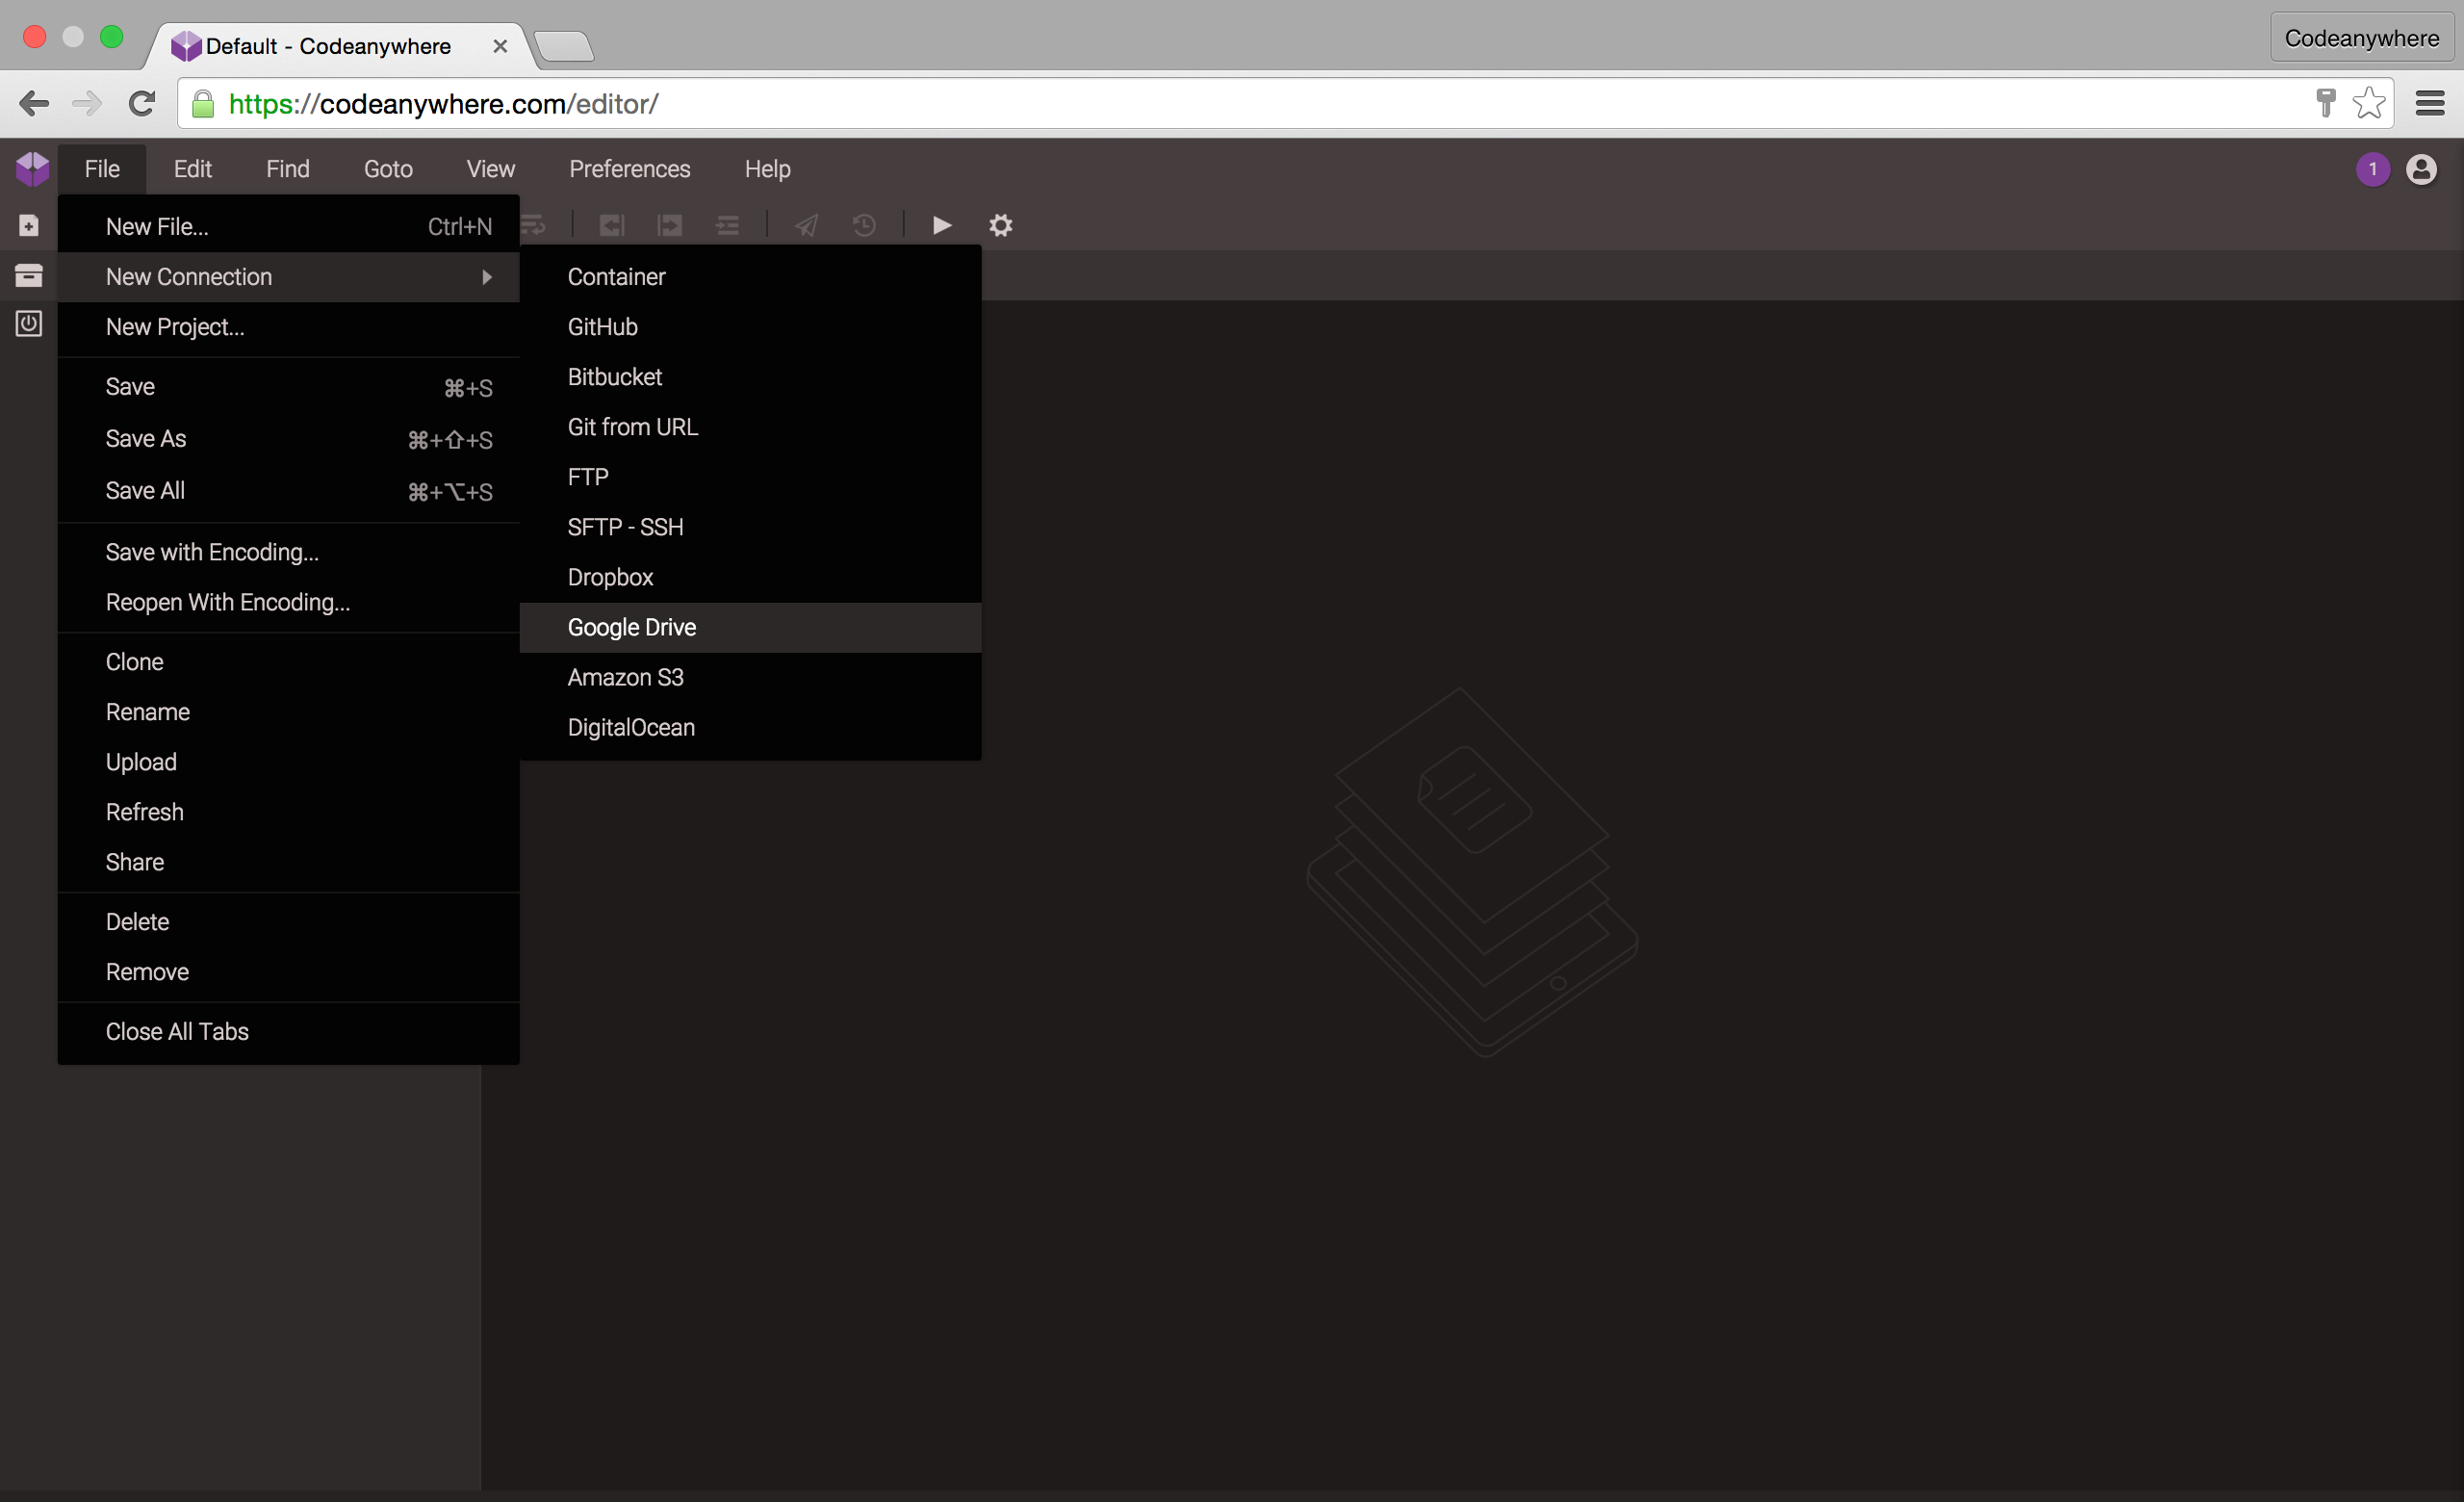 Default - Codeanywhere
Codeanywhere
https://codeanywhere.com/editor/
File Edit Find Goto View Preferences Help
1
New File... Ctrl+N
New Connection
New Project...
Save ⌘+S
Save As ⌘+⇧+S
Save All ⌘+⌥+S
Save with Encoding...
Reopen With Encoding...
Clone
Rename
Upload
Refresh
Share
Delete
Remove
Close All Tabs
Container
GitHub
Bitbucket
Git from URL
FTP
SFTP - SSH
Dropbox
Google Drive
Amazon S3
DigitalOcean